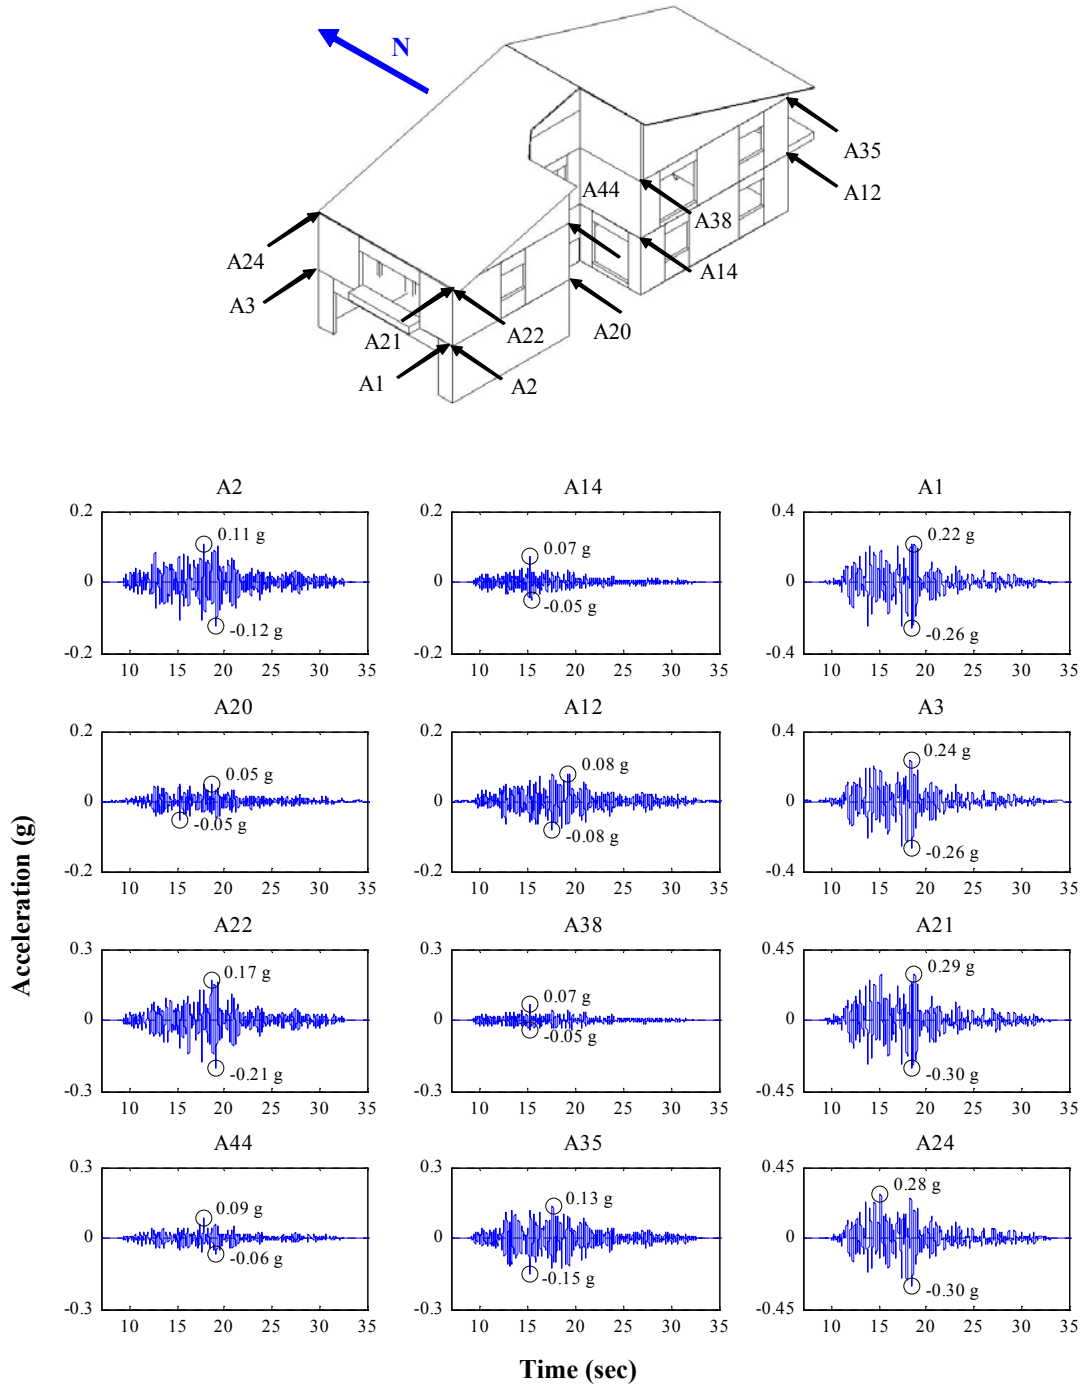 N
A35
A44
A12
A38
A24
A14
A3
A21
A22
A20
A1
A2
A2 A14 A1
0.2 0.2 0.4
0.11 g 0.07 g 0.22 g
0 0 0
-0.12 g -0.05 g -0.26 g
-0.2 -0.2 -0.4
10 15 20 25 30 35 10 15 20 25 30 35 10 15 20 25 30 35
A20 A12 A3
0.2 0.2 0.4
0.05 g 0.08 g 0.24 g
0 0 0
-0.05 g -0.08 g -0.26 g
-0.2 -0.2 -0.4
10 15 20 25 30 35 10 15 20 25 30 35 10 15 20 25 30 35
Acceleration (g)
A22 A38 A21
0.3 0.3 0.45
0.17 g 0.07 g 0.29 g
0 0 0
-0.21 g -0.05 g -0.30 g
-0.3 -0.3 -0.45
10 15 20 25 30 35 10 15 20 25 30 35 10 15 20 25 30 35
A44 A35 A24
0.3 0.3 0.45
0.09 g 0.13 g 0.28 g
0 0 0
-0.06 g -0.15 g -0.30 g
-0.3 -0.3 -0.45
10 15 20 25 30 35 10 15 20 25 30 35 10 15 20 25 30 35
Time (sec)